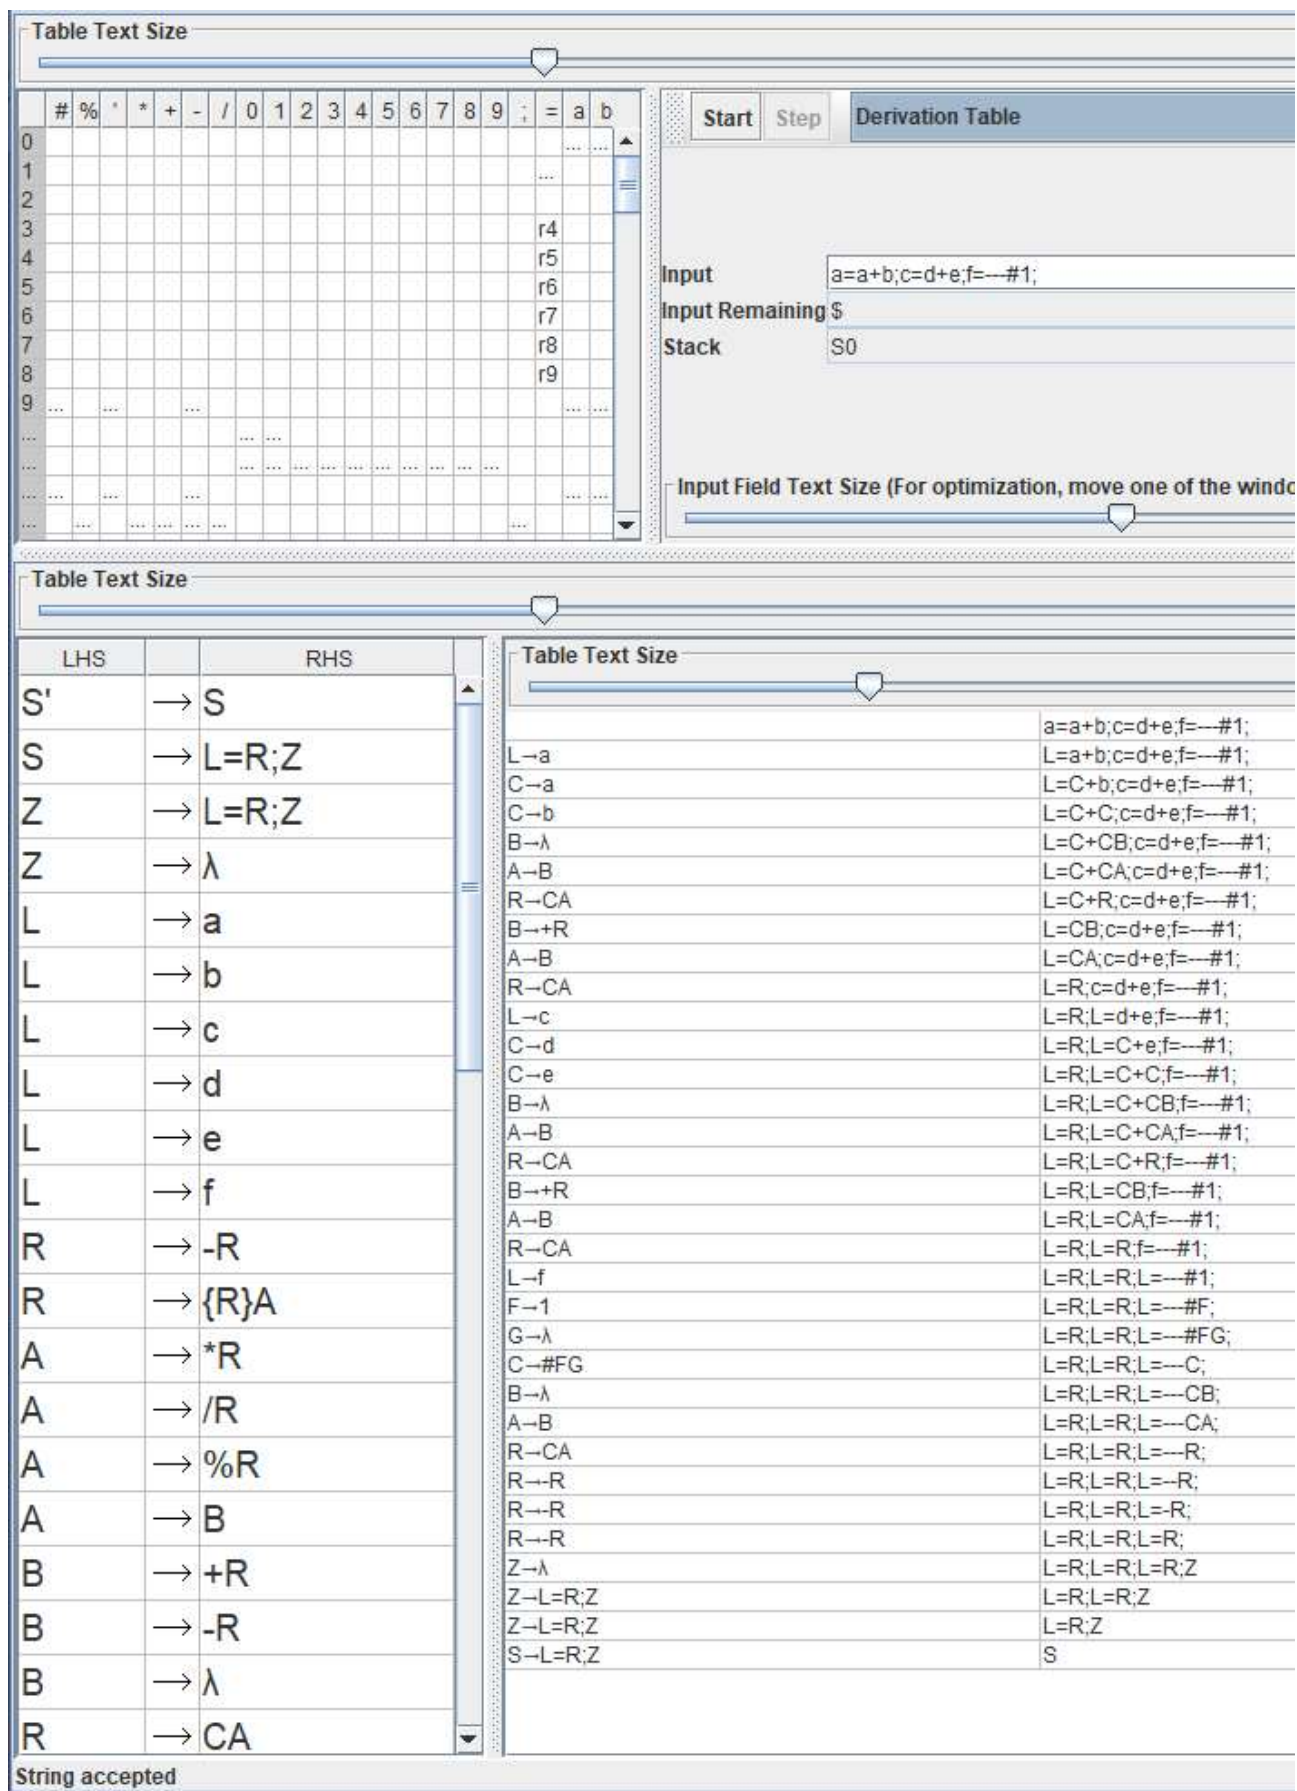 Table Text Size
# % ' * + - / 0 1 2 3 4 5 6 7 8 9 ; = a b
0 ... ...
1 ...
2
3 r4
4 r5
5 r6
6 r7
7 r8
8 r9
9 ... ... ... ... ...
... ... ...
... ... ... ... ... ... ... ... ... ... ...
... ... ... ... ... ...
... ... ... ... ... ... ...
Start Step Derivation Table
Input a=a+b;c=d+e;f=---#1;
Input Remaining $
Stack S0
Input Field Text Size (For optimization, move one of the windo
Table Text Size
LHS RHS
S' → S
S → L=R;Z
Z → L=R;Z
Z → λ
L → a
L → b
L → c
L → d
L → e
L → f
R → -R
R → {R}A
A → *R
A → /R
A → %R
A → B
B → +R
B → -R
B → λ
R → CA
Table Text Size
a=a+b;c=d+e;f=---#1;
L→a L=a+b;c=d+e;f=---#1;
C→a L=C+b;c=d+e;f=---#1;
C→b L=C+C;c=d+e;f=---#1;
B→λ L=C+CB;c=d+e;f=---#1;
A→B L=C+CA;c=d+e;f=---#1;
R→CA L=C+R;c=d+e;f=---#1;
B→+R L=CB;c=d+e;f=---#1;
A→B L=CA;c=d+e;f=---#1;
R→CA L=R;c=d+e;f=---#1;
L→c L=R;L=d+e;f=---#1;
C→d L=R;L=C+e;f=---#1;
C→e L=R;L=C+C;f=---#1;
B→λ L=R;L=C+CB;f=---#1;
A→B L=R;L=C+CA;f=---#1;
R→CA L=R;L=C+R;f=---#1;
B→+R L=R;L=CB;f=---#1;
A→B L=R;L=CA;f=---#1;
R→CA L=R;L=R;f=---#1;
L→f L=R;L=R;L=---#1;
F→1 L=R;L=R;L=---#F;
G→λ L=R;L=R;L=---#FG;
C→#FG L=R;L=R;L=---C;
B→λ L=R;L=R;L=---CB;
A→B L=R;L=R;L=---CA;
R→CA L=R;L=R;L=---R;
R→-R L=R;L=R;L=--R;
R→-R L=R;L=R;L=-R;
R→-R L=R;L=R;L=R;
Z→λ L=R;L=R;L=R;Z
Z→L=R;Z L=R;L=R;Z
Z→L=R;Z L=R;Z
S→L=R;Z S
String accepted